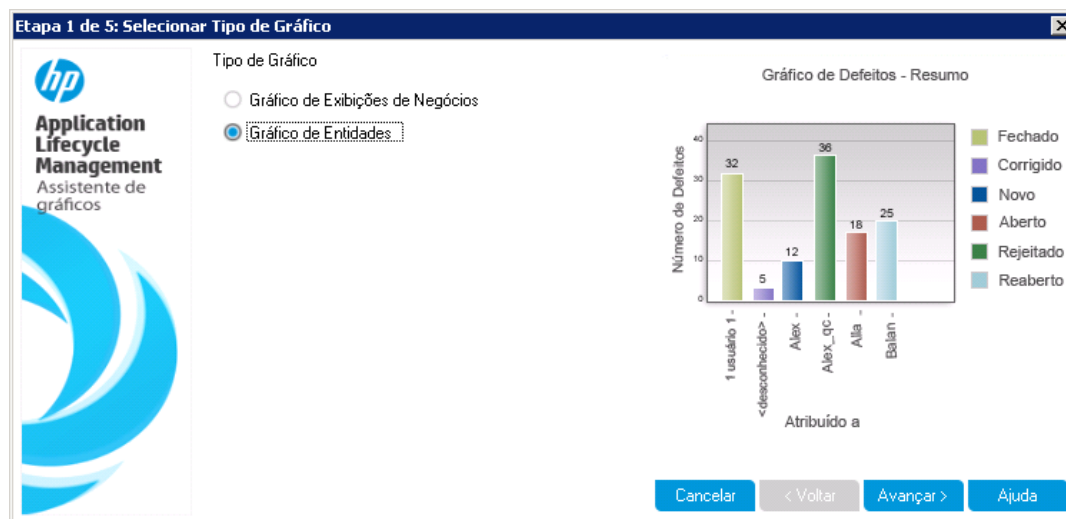 Etapa 1 de 5: Selecionar Tipo de Gráfico
hp
Application
Lifecycle
Management
Assistente de
gráficos
Tipo de Gráfico
Gráfico de Exibições de Negócios
Gráfico de Entidades
Gráfico de Defeitos - Resumo
Número de Defeitos
40
30
20
10
0
32
5
12
36
18
25
1 usuário 1 -
<desconhecido> -
Alex -
Alex_qc -
Alla -
Balan -
Atribuído a
Fechado
Corrigido
Novo
Aberto
Rejeitado
Reaberto
Cancelar
< Voltar
Avançar >
Ajuda